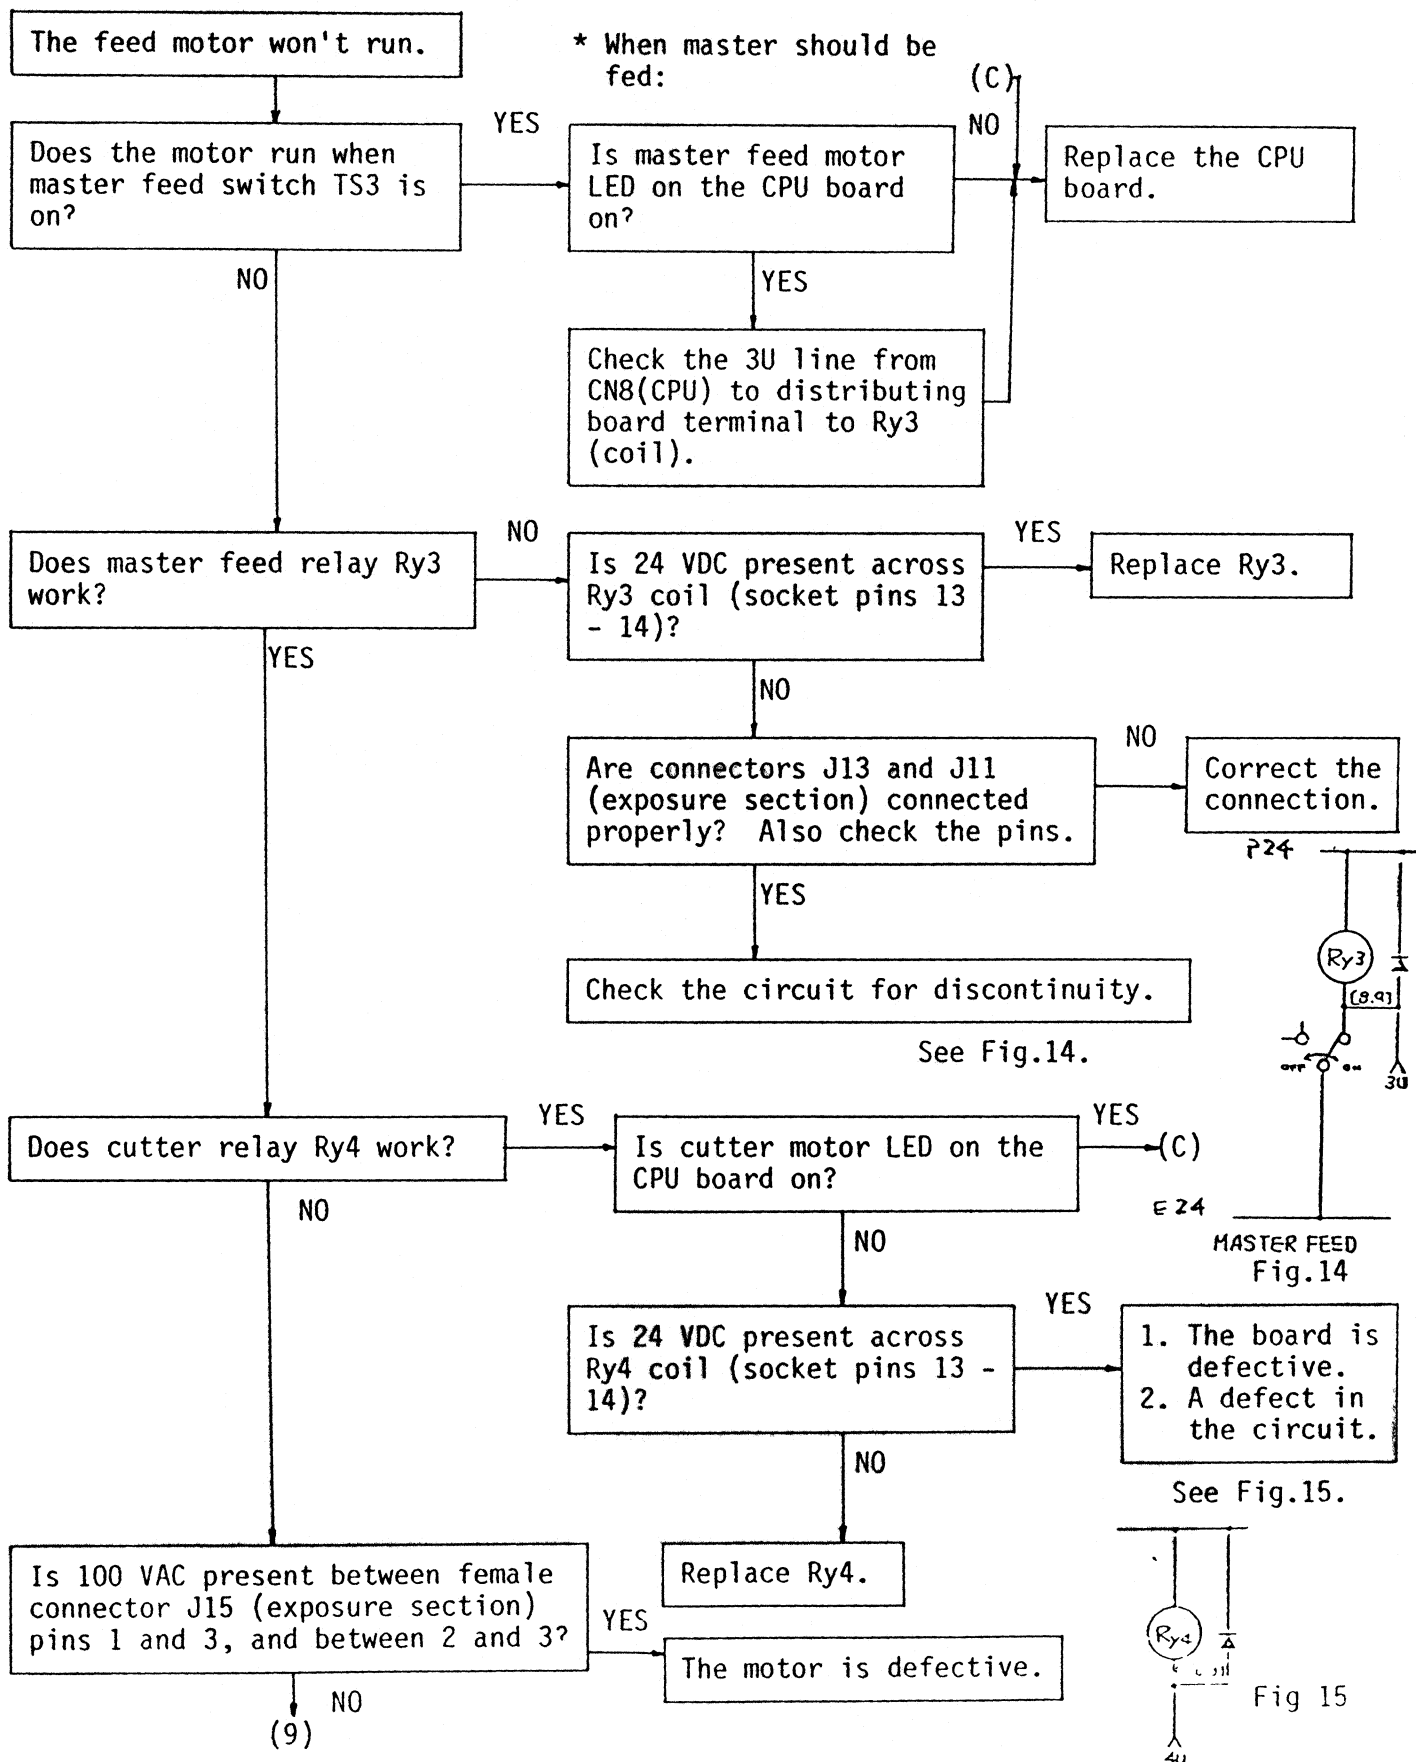 The feed motor won't run.
* When master should be
fed:
(C)
YES
NO
Does the motor run when
master feed switch TS3 is
on?
Is master feed motor
LED on the CPU board
on?
Replace the CPU
board.
NO
YES
Check the 3U line from
CN8(CPU) to distributing
board terminal to Ry3
(coil).
NO
YES
Does master feed relay Ry3
work?
Is 24 VDC present across
Ry3 coil (socket pins 13
- 14)?
Replace Ry3.
YES
NO
NO
Are connectors J13 and J11
(exposure section) connected
properly? Also check the pins.
Correct the
connection.
P24
YES
Ry3
Check the circuit for discontinuity.
[8.9]
See Fig.14.
OFF
ON
3U
YES
YES
Does cutter relay Ry4 work?
Is cutter motor LED on the
CPU board on?
(C)
NO
E24
NO
MASTER FEED
Fig.14
YES
Is 24 VDC present across
Ry4 coil (socket pins 13 -
14)?
1. The board is
defective.
2. A defect in
the circuit.
NO
See Fig.15.
Is 100 VAC present between female
connector J15 (exposure section)
pins 1 and 3, and between 2 and 3?
Replace Ry4.
YES
Ry4
The motor is defective.
NO
Fig 15
(9)
4U